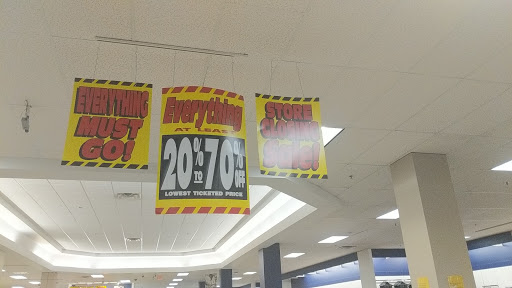 EVERYTHING
MUST
GO!
Everything
AT LEAST
20% TO 70% OFF
LOWEST TICKETED PRICE
STORE
CLOSING
SALE!